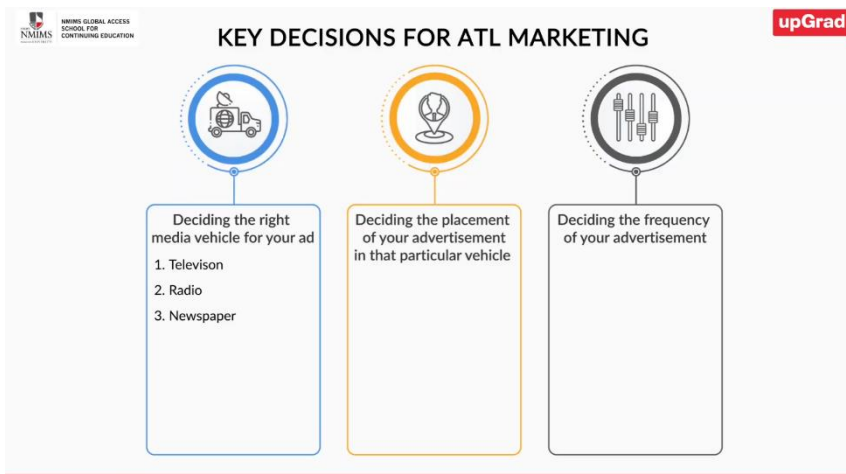 NMIMS
NMIMS GLOBAL ACCESS
SCHOOL FOR
CONTINUING EDUCATION
upGrad
KEY DECISIONS FOR ATL MARKETING
Deciding the right
media vehicle for your ad
1. Televison
2. Radio
3. Newspaper
Deciding the placement
of your advertisement
in that particular vehicle
Deciding the frequency
of your advertisement